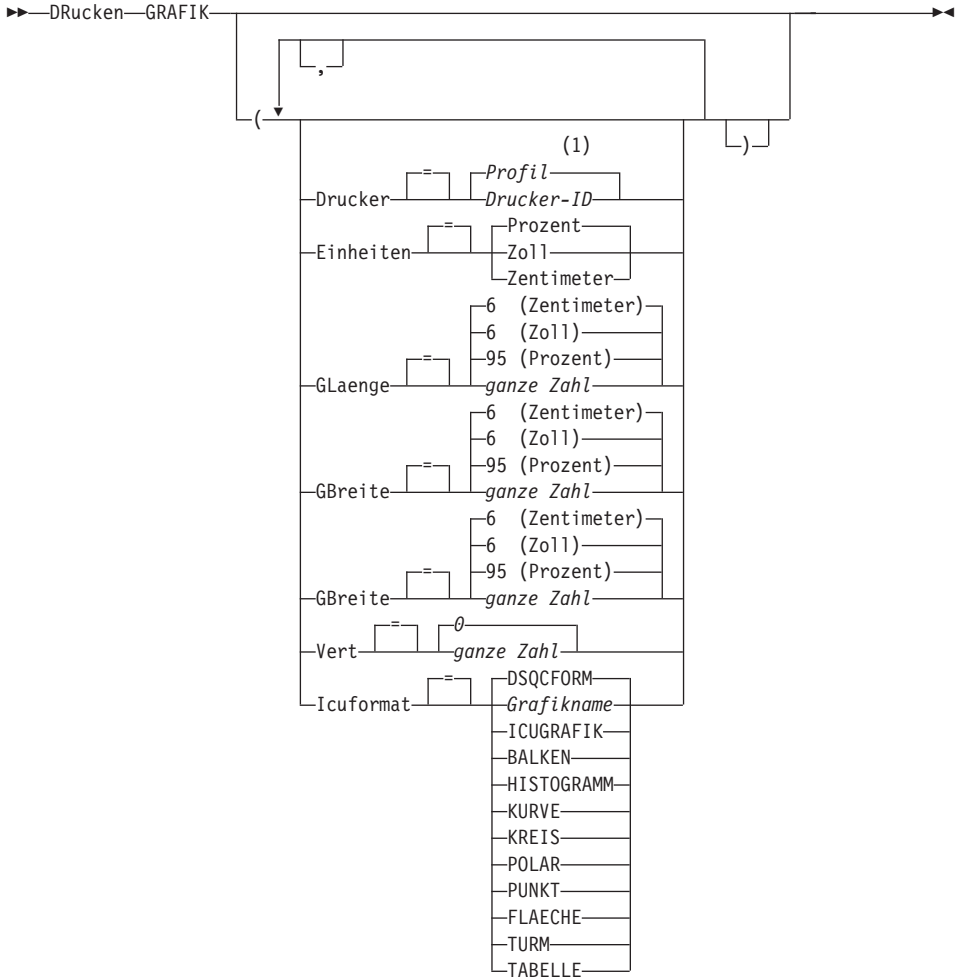 DRucken GRAFIK
,
( )
(1)
= Profil
Drucker Drucker-ID
= Prozent
Einheiten Zoll
Zentimeter
6 (Zentimeter)
6 (Zoll)
= 95 (Prozent)
GLaenge ganze Zahl
6 (Zentimeter)
6 (Zoll)
= 95 (Prozent)
GBreite ganze Zahl
6 (Zentimeter)
6 (Zoll)
= 95 (Prozent)
GBreite ganze Zahl
= 0
Vert ganze Zahl
= DSQCFORM
Icuformat Grafikname
ICUGRAFIK
BALKEN
HISTOGRAMM
KURVE
KREIS
POLAR
PUNKT
FLAECHE
TURM
TABELLE